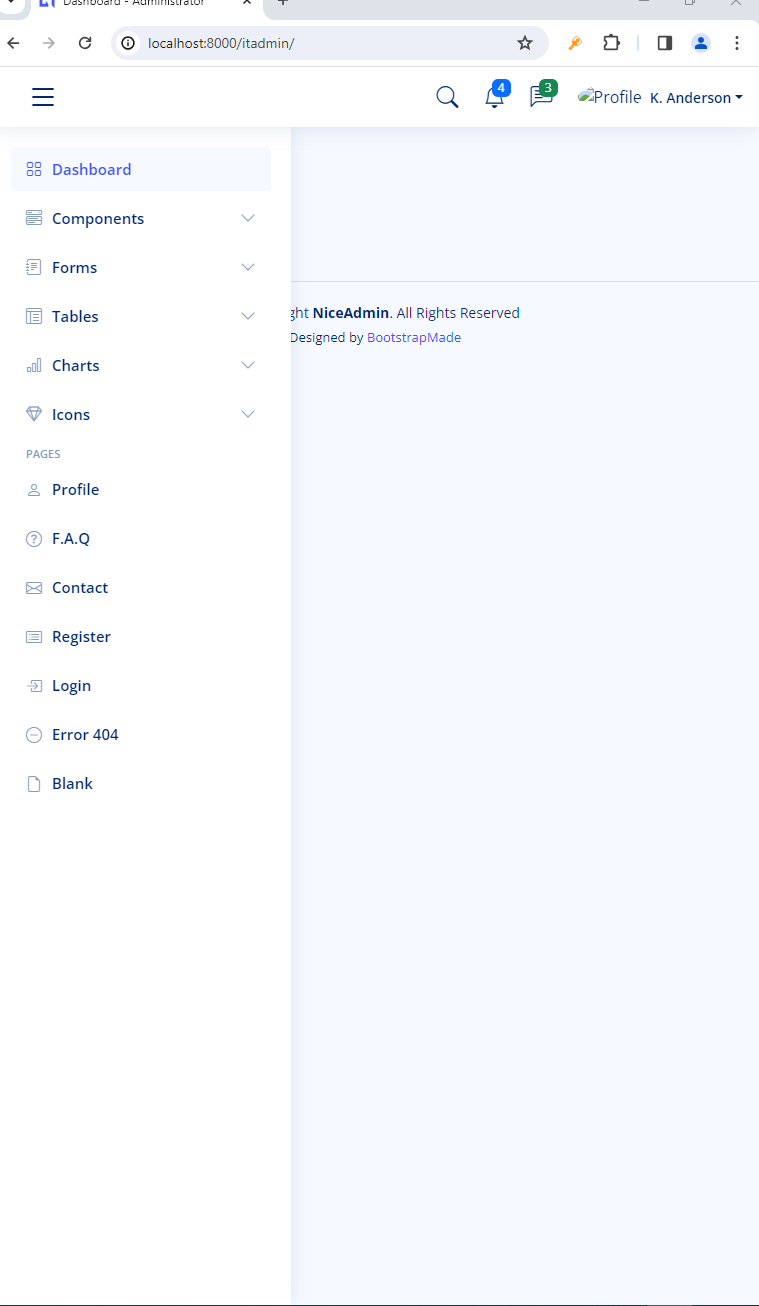 Dashboard - Administrator
localhost:8000/itadmin/
4
3
Profile
K. Anderson
Dashboard
Components
Forms
Tables
Charts
Icons
PAGES
Profile
F.A.Q
Contact
Register
Login
Error 404
Blank
ght NiceAdmin. All Rights Reserved
Designed by BootstrapMade